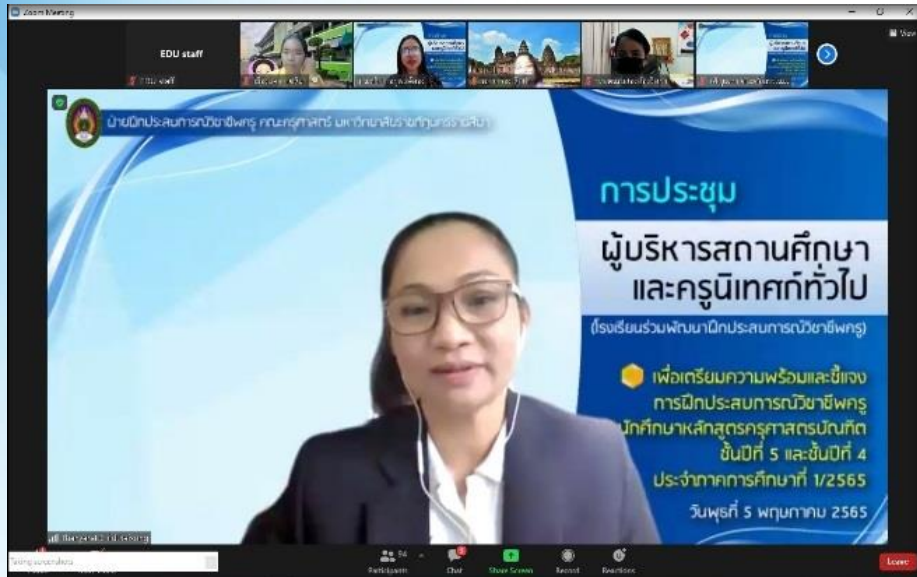 Zoom Meeting
View
EDU staff
EDU staff
ฝ่ายฝึกประสบการณ์วิชาชีพครู คณะครุศาสตร์ มหาวิทยาลัยราชภัฏนครราชสีมา
การประชุม
ผู้บริหารสถานศึกษา
และครูนิเทศก์ทั่วไป
(โรงเรียนร่วมพัฒนาฝึกประสบการณ์วิชาชีพครู)
เพื่อเตรียมความพร้อมและชี้แจง
การฝึกประสบการณ์วิชาชีพครู
นักศึกษาหลักสูตรครุศาสตรบัณฑิต
ชั้นปีที่ 5 และชั้นปีที่ 4
ประจำภาคการศึกษาที่ 1/2565
วันพุธที่ 5 พฤษภาคม 2565
Taking screenshots
94
Participants
Chat
Share Screen
Record
Reactions
Leave